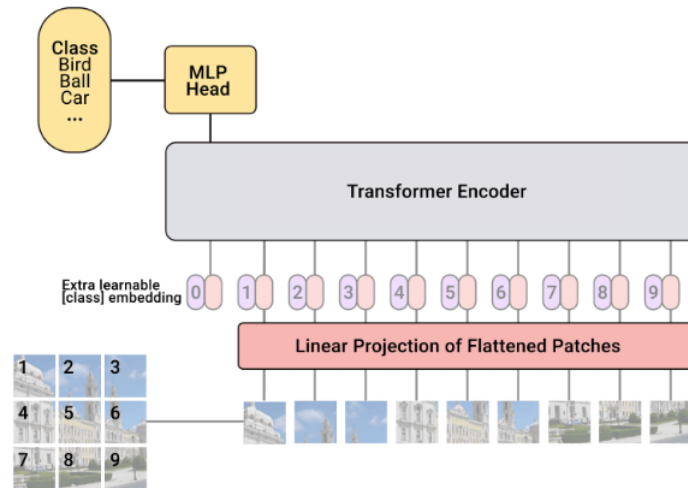 Class
Bird
Ball
Car
...
MLP
Head
Transformer Encoder
Extra learnable
[class] embedding
0 1 2 3 4 5 6 7 8 9
Linear Projection of Flattened Patches
1 2 3
4 5 6
7 8 9